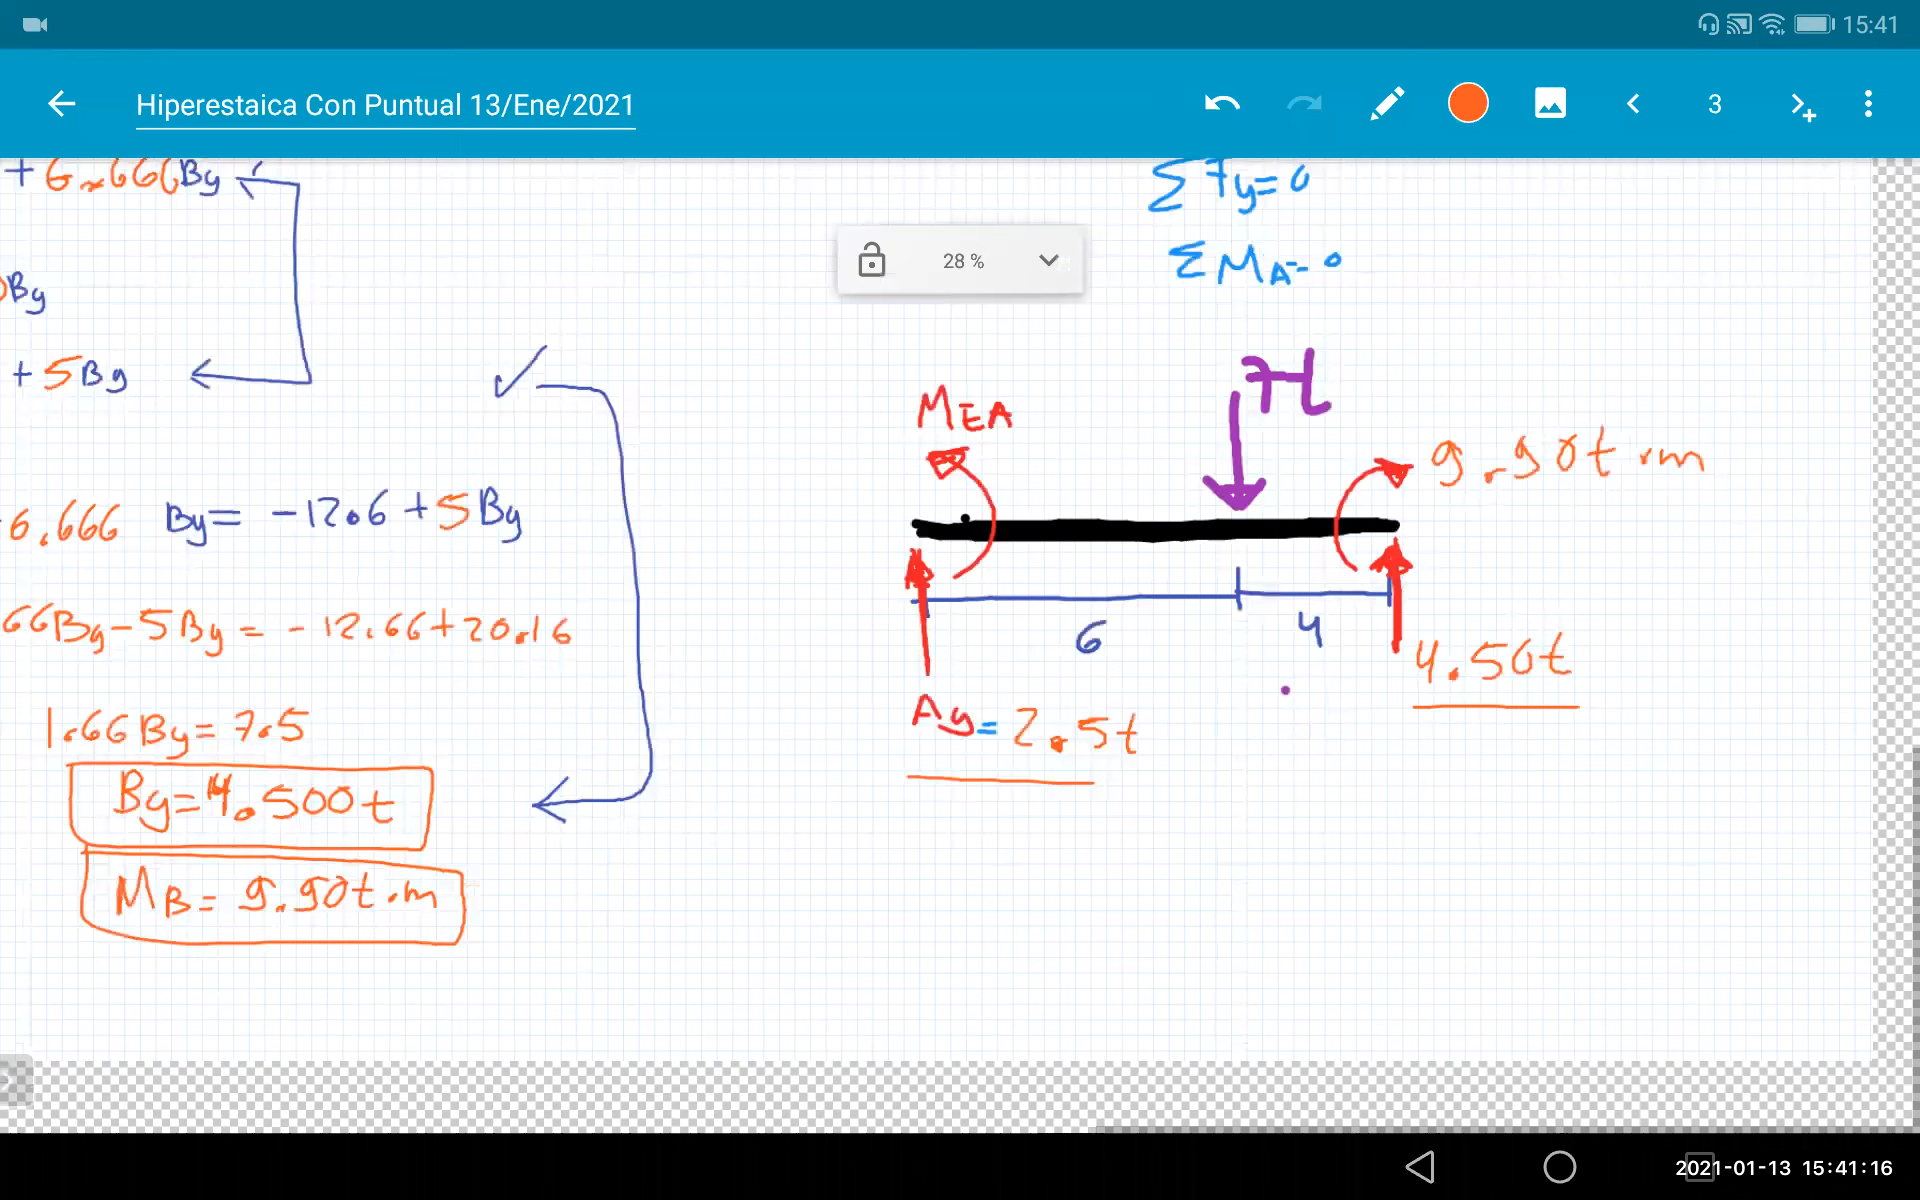 15:41
Hiperestaica Con Puntual 13/Ene/2021
3
+ 6.666By
ΣFy=0
28 %
ΣMA=0
By
+ 5By
7t
MEA
9.90t.m
6.666 By= -12.6 + 5By
66By-5By= -12.66+20.16
6
4
4.50t
Ay= 2.5t
1.66By= 7.5
By=4.500t
MB= 9.90t.m
2021-01-13 15:41:16